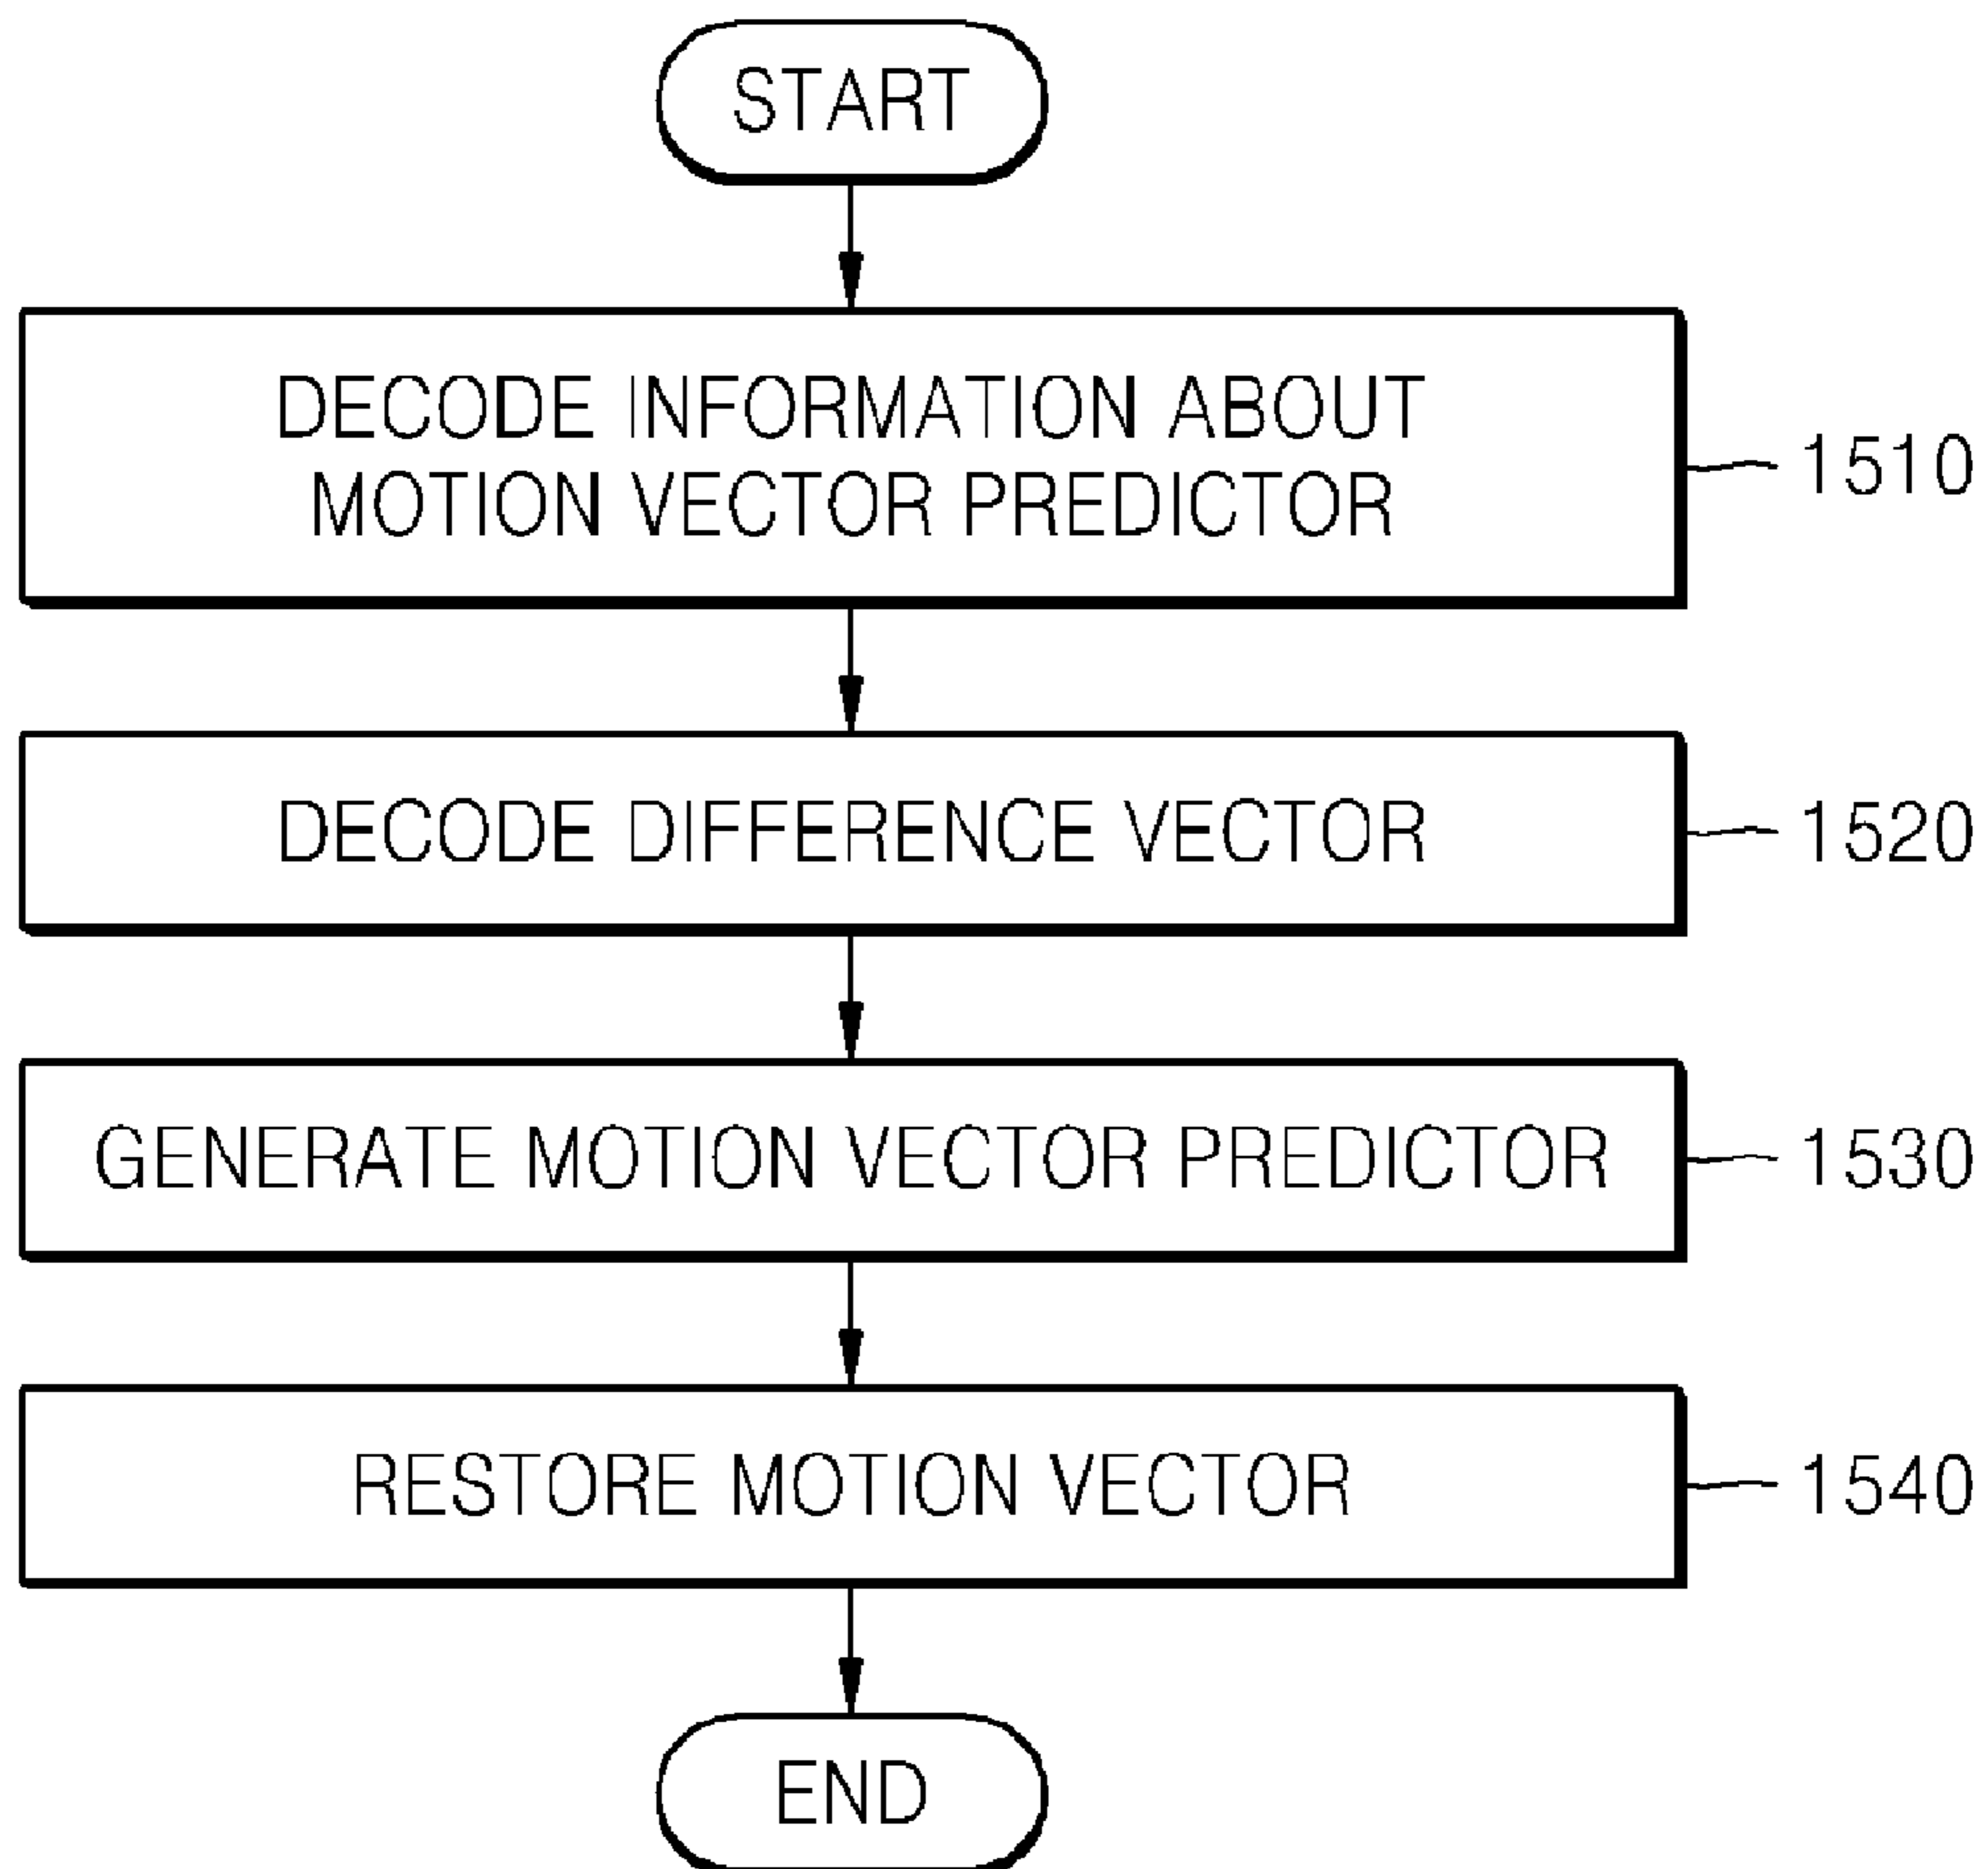 START
DECODE INFORMATION ABOUT
MOTION VECTOR PREDICTOR
1510
DECODE DIFFERENCE VECTOR
1520
GENERATE MOTION VECTOR PREDICTOR
1530
RESTORE MOTION VECTOR
1540
END